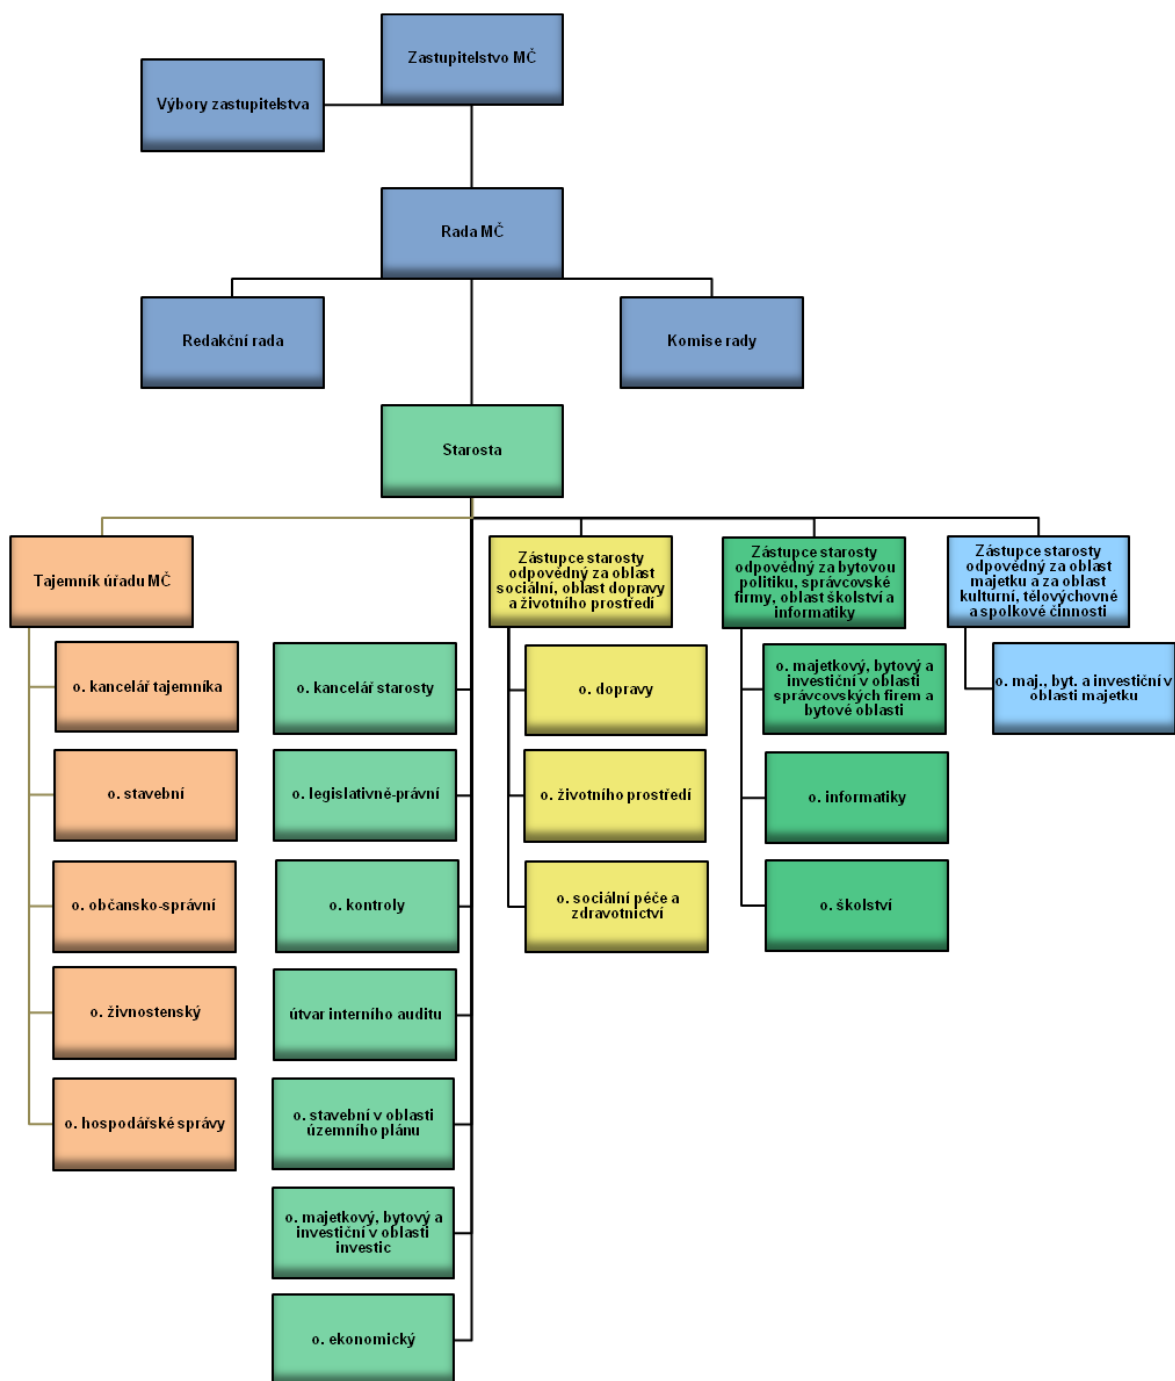 Zastupitelstvo MČ
Výbory zastupitelstva
Rada MČ
Redakční rada
Komise rady
Starosta
Tajemník úřadu MČ
Zástupce starosty
odpovědný za oblast
sociální, oblast dopravy
a životního prostředí
Zástupce starosty
odpovědný za bytovou
politiku, správcovské
firmy, oblast školství a
informatiky
Zástupce starosty
odpovědný za oblast
majetku a za oblast
kulturní, tělovýchovné
a spolkové činnosti
o. kancelář tajemníka
o. stavební
o. občansko-správní
o. živnostenský
o. hospodářské správy
o. kancelář starosty
o. legislativně-právní
o. kontroly
útvar interního auditu
o. stavební v oblasti
územního plánu
o. majetkový, bytový a
investiční v oblasti
investic
o. ekonomický
o. dopravy
o. životního prostředí
o. sociální péče a
zdravotnictví
o. majetkový, bytový a
investiční v oblasti
správcovských firem a
bytové oblasti
o. informatiky
o. školství
o. maj., byt. a investiční v
oblasti majetku